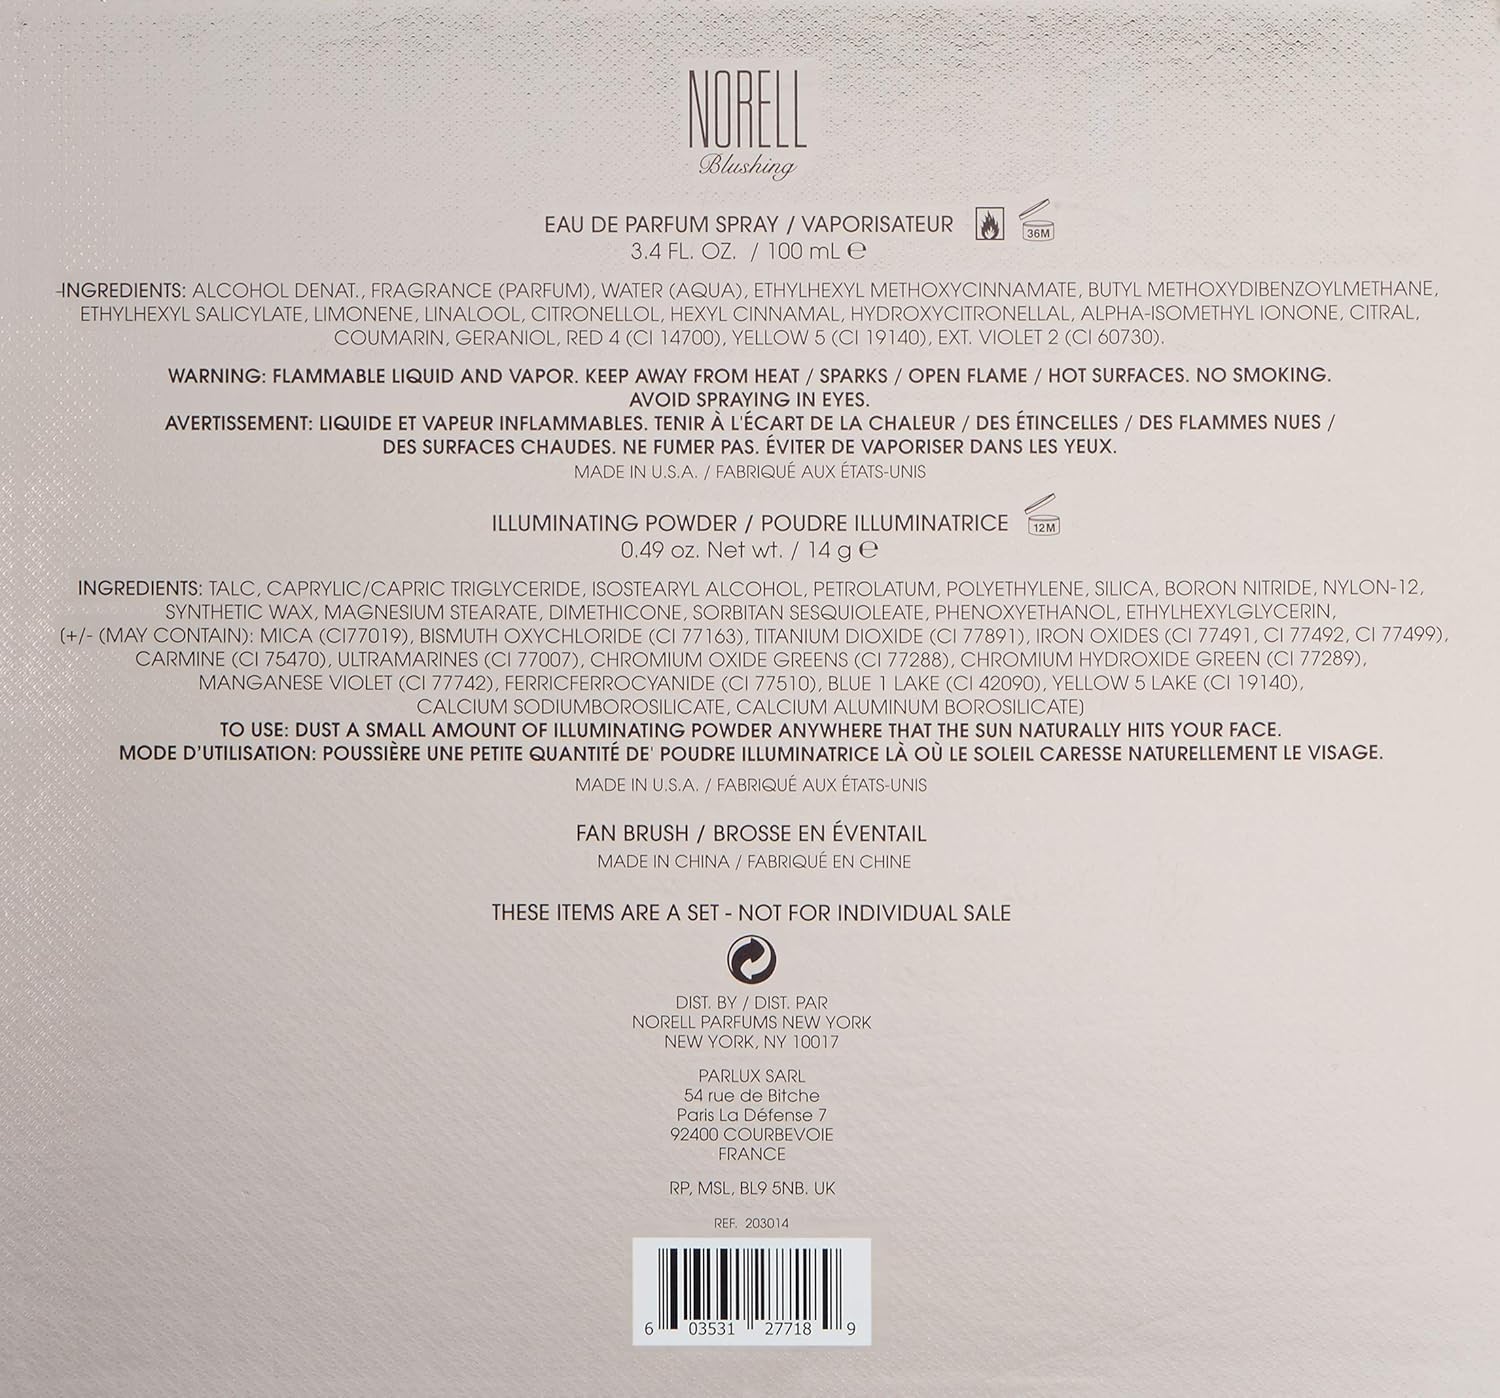 NORELL
Blushing
EAU DE PARFUM SPRAY / VAPORISATEUR
36M
3.4 FL. OZ. / 100 mL ℮
INGREDIENTS: ALCOHOL DENAT., FRAGRANCE (PARFUM), WATER (AQUA), ETHYLHEXYL METHOXYCINNAMATE, BUTYL METHOXYDIBENZOYLMETHANE,
ETHYLHEXYL SALICYLATE, LIMONENE, LINALOOL, CITRONELLOL, HEXYL CINNAMAL, HYDROXYCITRONELLAL, ALPHA-ISOMETHYL IONONE, CITRAL,
COUMARIN, GERANIOL, RED 4 (CI 14700), YELLOW 5 (CI 19140), EXT. VIOLET 2 (CI 60730).
WARNING: FLAMMABLE LIQUID AND VAPOR. KEEP AWAY FROM HEAT / SPARKS / OPEN FLAME / HOT SURFACES. NO SMOKING.
AVOID SPRAYING IN EYES.
AVERTISSEMENT: LIQUIDE ET VAPEUR INFLAMMABLES. TENIR À L'ÉCART DE LA CHALEUR / DES ÉTINCELLES / DES FLAMMES NUES /
DES SURFACES CHAUDES. NE FUMER PAS. ÉVITER DE VAPORISER DANS LES YEUX.
MADE IN U.S.A. / FABRIQUÉ AUX ÉTATS-UNIS
ILLUMINATING POWDER / POUDRE ILLUMINATRICE
12M
0.49 oz. Net wt. / 14 g ℮
INGREDIENTS: TALC, CAPRYLIC/CAPRIC TRIGLYCERIDE, ISOSTEARYL ALCOHOL, PETROLATUM, POLYETHYLENE, SILICA, BORON NITRIDE, NYLON-12,
SYNTHETIC WAX, MAGNESIUM STEARATE, DIMETHICONE, SORBITAN SESQUIOLEATE, PHENOXYETHANOL, ETHYLHEXYLGLYCERIN,
(+/- (MAY CONTAIN): MICA (CI77019), BISMUTH OXYCHLORIDE (CI 77163), TITANIUM DIOXIDE (CI 77891), IRON OXIDES (CI 77491, CI 77492, CI 77499),
CARMINE (CI 75470), ULTRAMARINES (CI 77007), CHROMIUM OXIDE GREENS (CI 77288), CHROMIUM HYDROXIDE GREEN (CI 77289),
MANGANESE VIOLET (CI 77742), FERRICFERROCYANIDE (CI 77510), BLUE 1 LAKE (CI 42090), YELLOW 5 LAKE (CI 19140),
CALCIUM SODIUMBOROSILICATE, CALCIUM ALUMINUM BOROSILICATE)
TO USE: DUST A SMALL AMOUNT OF ILLUMINATING POWDER ANYWHERE THAT THE SUN NATURALLY HITS YOUR FACE.
MODE D'UTILISATION: POUSSIÈRE UNE PETITE QUANTITÉ DE' POUDRE ILLUMINATRICE LÀ OÙ LE SOLEIL CARESSE NATURELLEMENT LE VISAGE.
MADE IN U.S.A. / FABRIQUÉ AUX ÉTATS-UNIS
FAN BRUSH / BROSSE EN ÉVENTAIL
MADE IN CHINA / FABRIQUÉ EN CHINE
THESE ITEMS ARE A SET - NOT FOR INDIVIDUAL SALE
DIST. BY / DIST. PAR
NORELL PARFUMS NEW YORK
NEW YORK, NY 10017
PARLUX SARL
54 rue de Bitche
Paris La Défense 7
92400 COURBEVOIE
FRANCE
RP, MSL, BL9 5NB. UK
REF. 203014
6 03531 27718 9